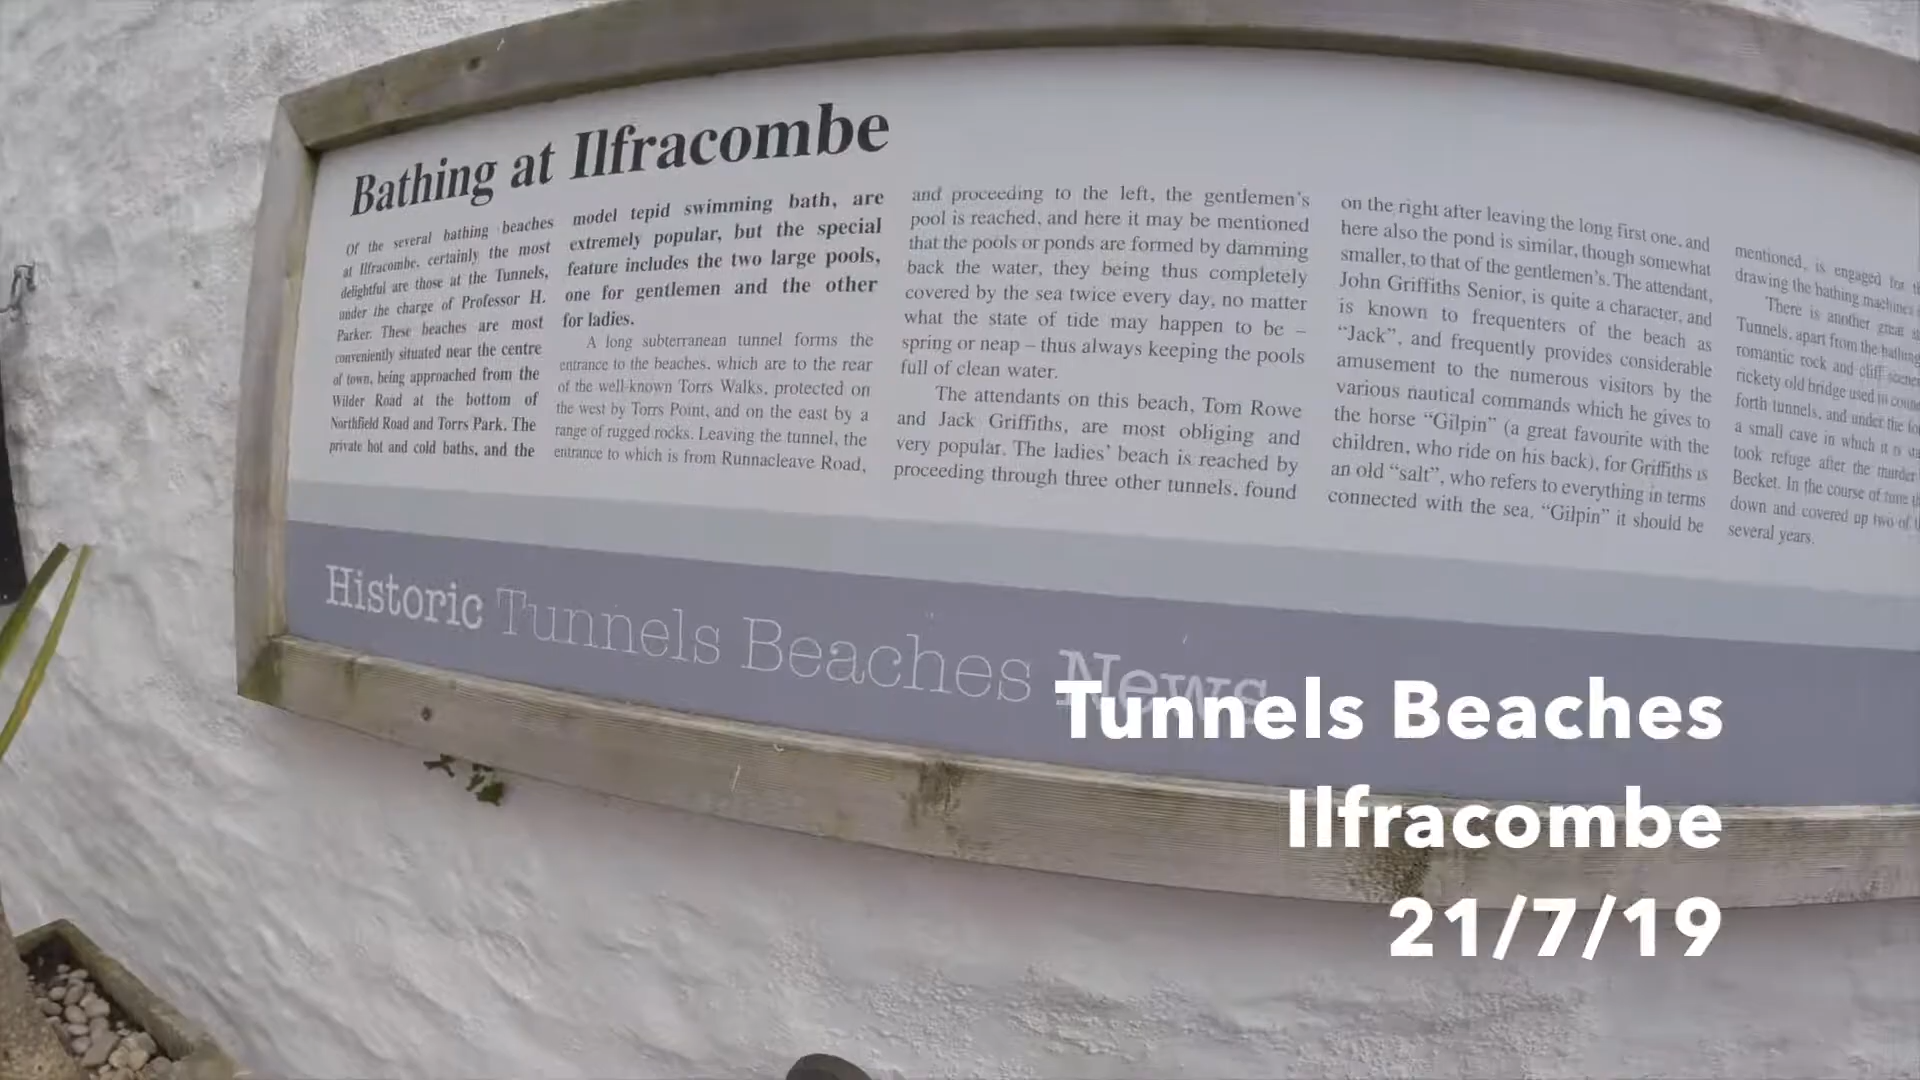 Bathing at Ilfracombe
Of the several bathing beaches
at Ilfracombe, certainly the most
delightful are those at the Tunnels,
under the charge of Professor H.
Parker. These beaches are most
conveniently situated near the centre
of town, being approached from the
Wilder Road at the bottom of
Northfield Road and Torrs Park. The
private hot and cold baths, and the
model tepid swimming bath, are
extremely popular, but the special
feature includes the two large pools,
one for gentlemen and the other
for ladies.
A long subterranean tunnel forms the
entrance to the beaches, which are to the rear
of the well-known Torrs Walks, protected on
the west by Torrs Point, and on the east by a
range of rugged rocks. Leaving the tunnel, the
entrance to which is from Runnacleave Road,
and proceeding to the left, the gentlemen's
pool is reached, and here it may be mentioned
that the pools or ponds are formed by damming
back the water, they being thus completely
covered by the sea twice every day, no matter
what the state of tide may happen to be –
spring or neap – thus always keeping the pools
full of clean water.
The attendants on this beach, Tom Rowe
and Jack Griffiths, are most obliging and
very popular. The ladies' beach is reached by
proceeding through three other tunnels, found
on the right after leaving the long first one, and
here also the pond is similar, though somewhat
smaller, to that of the gentlemen's. The attendant,
John Griffiths Senior, is quite a character, and
is known to frequenters of the beach as
"Jack", and frequently provides considerable
amusement to the numerous visitors by the
various nautical commands which he gives to
the horse "Gilpin" (a great favourite with the
children, who ride on his back), for Griffiths is
an old "salt", who refers to everything in terms
connected with the sea. "Gilpin" it should be
mentioned, is engaged for
drawing the bathing machines
There is another great
Tunnels, apart from the bathing
romantic rock and cliff
rickety old bridge used in
forth tunnels, and under the
a small cave in which it is
took refuge after the murder
Becket. In the course of time
down and covered up two of
several years.
Historic Tunnels Beaches News
Tunnels Beaches
Ilfracombe
21/7/19